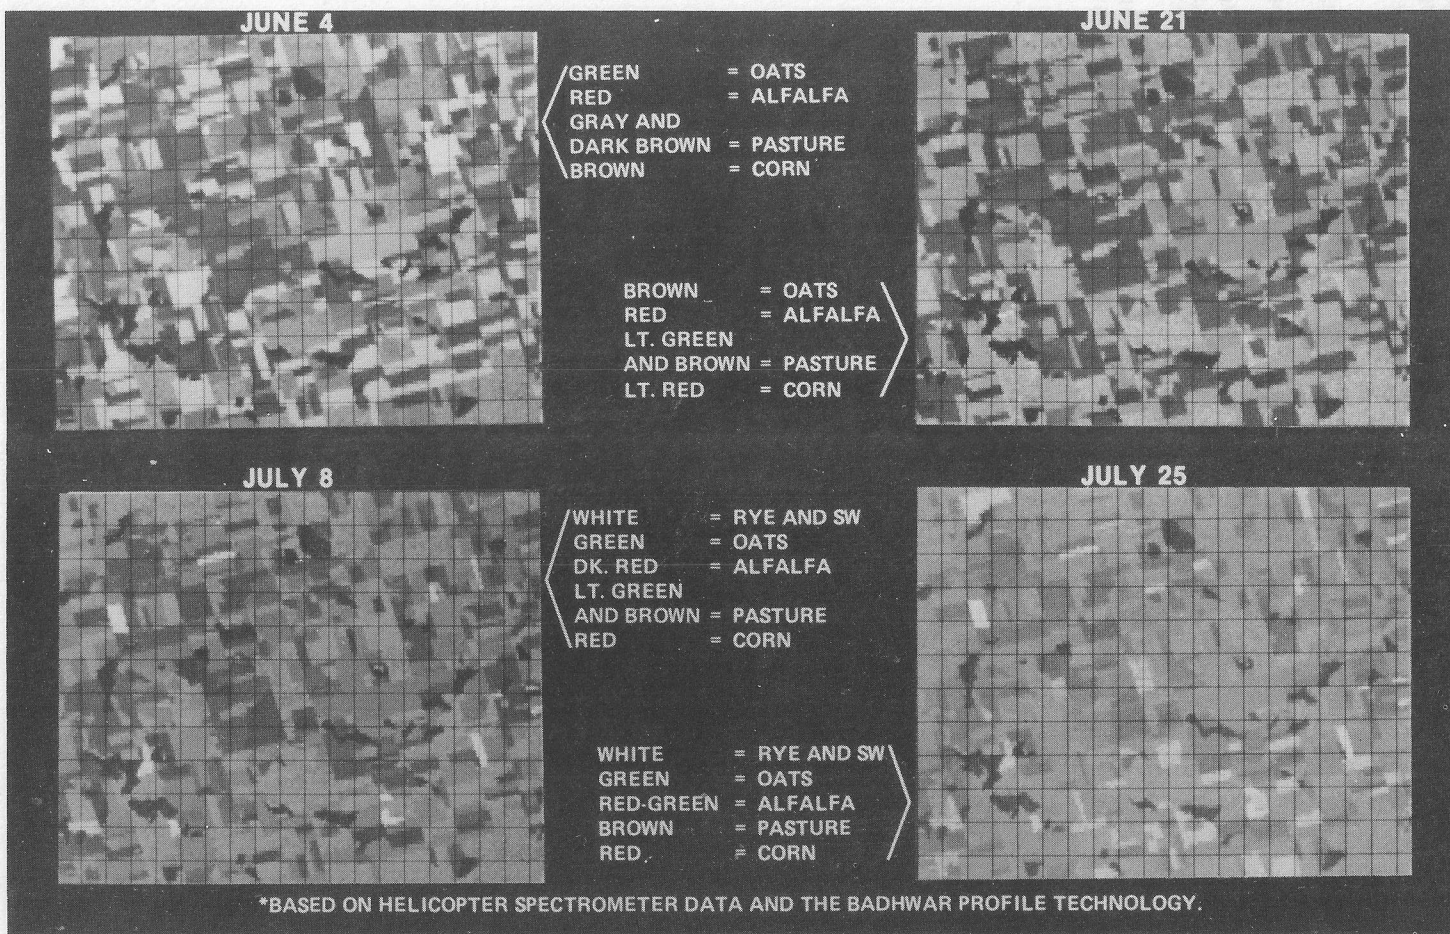 JUNE 4
JUNE 21
GREEN = OATS
RED = ALFALFA
GRAY AND
DARK BROWN = PASTURE
BROWN = CORN
BROWN = OATS
RED = ALFALFA
LT. GREEN
AND BROWN = PASTURE
LT. RED = CORN
JULY 8
JULY 25
WHITE = RYE AND SW
GREEN = OATS
DK. RED = ALFALFA
LT. GREEN
AND BROWN = PASTURE
RED = CORN
WHITE = RYE AND SW
GREEN = OATS
RED-GREEN = ALFALFA
BROWN = PASTURE
RED = CORN
*BASED ON HELICOPTER SPECTROMETER DATA AND THE BADHWAR PROFILE TECHNOLOGY.